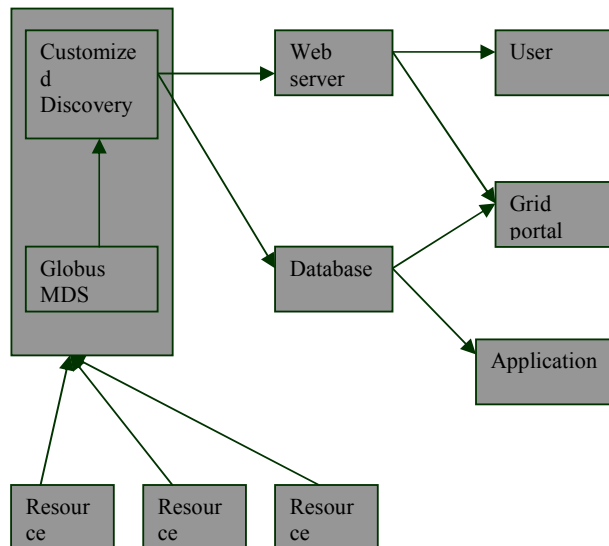 Customize
d
Discovery
Web
server
User
Grid
portal
Globus
MDS
Database
Application
Resour
ce
Resour
ce
Resour
ce